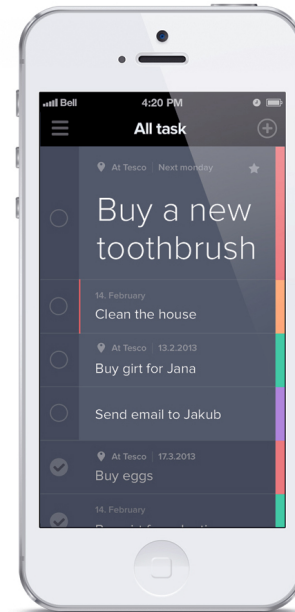 Bell 4:20 PM
All task
At Tesco | Next monday
Buy a new
toothbrush
14. February
Clean the house
At Tesco | 13.2.2013
Buy girt for Jana
Send email to Jakub
At Tesco | 17.3.2013
Buy eggs
14. February